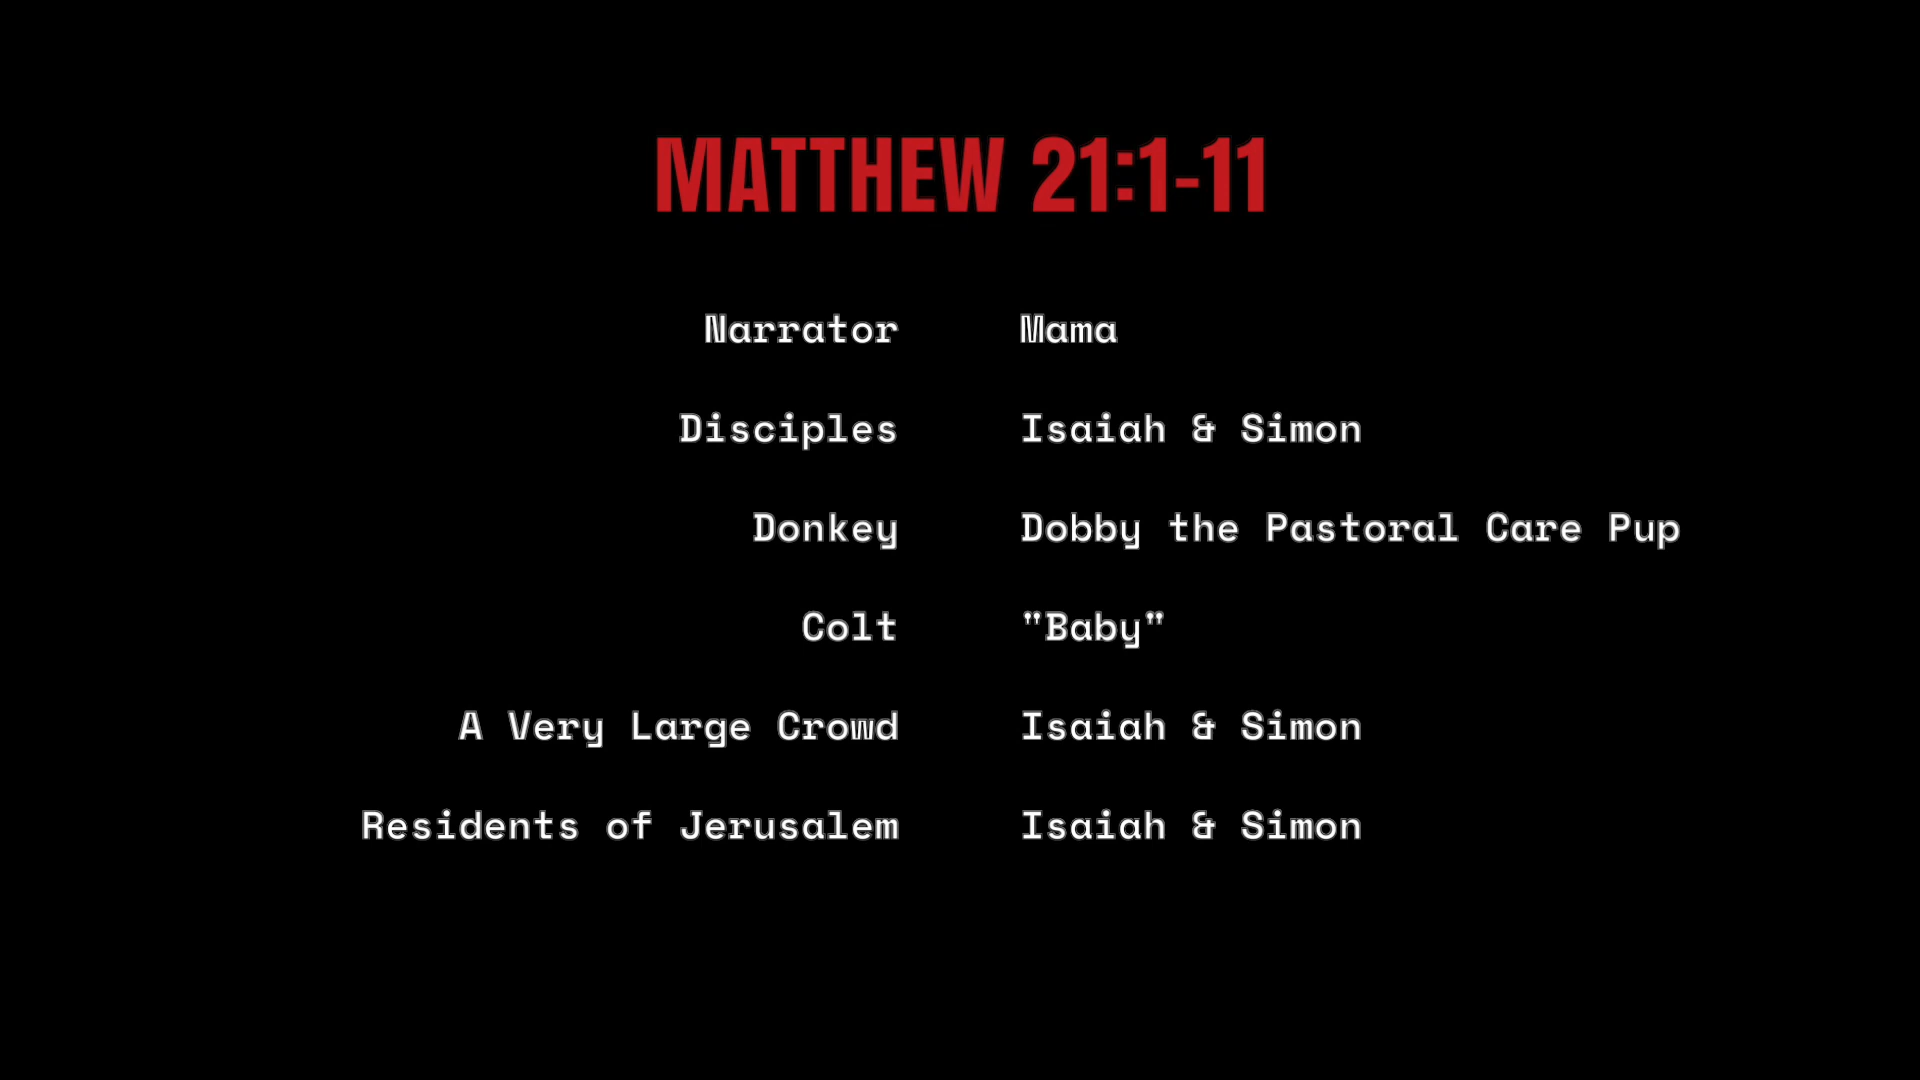 MATTHEW 21:1-11
Narrator Mama
Disciples Isaiah & Simon
Donkey Dobby the Pastoral Care Pup
Colt "Baby"
A Very Large Crowd Isaiah & Simon
Residents of Jerusalem Isaiah & Simon